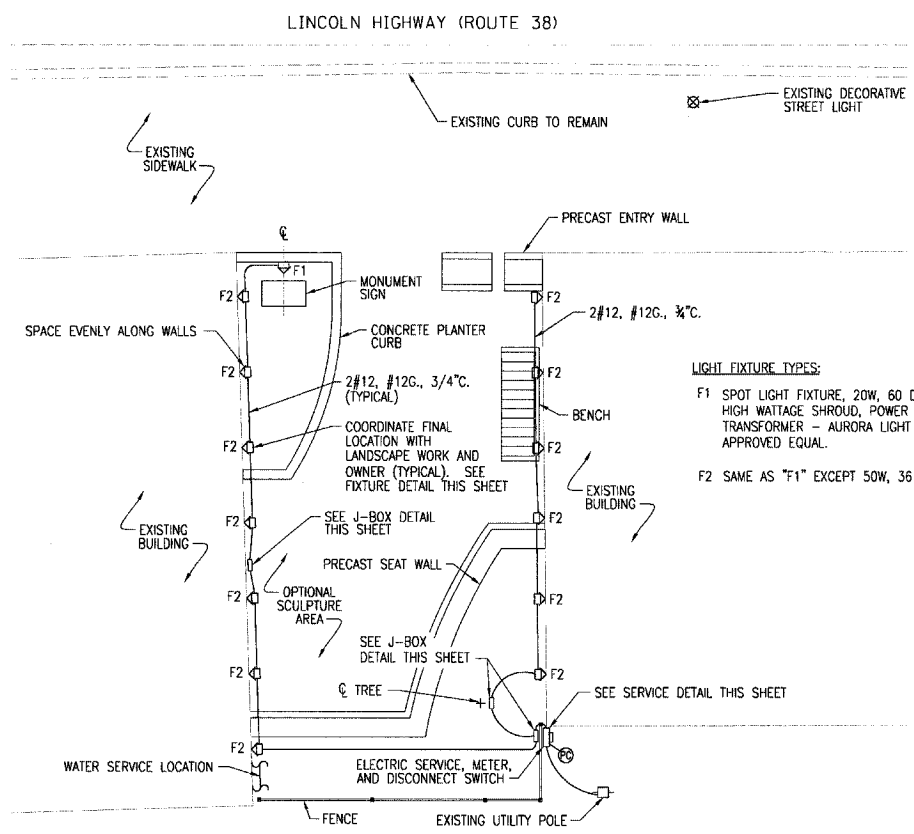 LINCOLN HIGHWAY (ROUTE 38)
EXISTING DECORATIVE
STREET LIGHT
EXISTING CURB TO REMAIN
EXISTING
SIDEWALK
PRECAST ENTRY WALL
℄
F1
MONUMENT
SIGN
F2
F2
2#12, #12G., ¾"C.
SPACE EVENLY ALONG WALLS
CONCRETE PLANTER
CURB
F2
F2
2#12, #12G., 3/4"C.
(TYPICAL)
BENCH
LIGHT FIXTURE TYPES:
F1 SPOT LIGHT FIXTURE, 20W, 60 D
HIGH WATTAGE SHROUD, POWER
TRANSFORMER – AURORA LIGHT
APPROVED EQUAL.
F2 SAME AS "F1" EXCEPT 50W, 36
COORDINATE FINAL
LOCATION WITH
LANDSCAPE WORK AND
OWNER (TYPICAL). SEE
FIXTURE DETAIL THIS SHEET
F2
F2
EXISTING
BUILDING
EXISTING
BUILDING
F2
F2
SEE J-BOX DETAIL
THIS SHEET
PRECAST SEAT WALL
OPTIONAL
SCULPTURE
AREA
F2
F2
SEE J-BOX
DETAIL THIS SHEET
F2
F2
℄ TREE
SEE SERVICE DETAIL THIS SHEET
F2
PC
WATER SERVICE LOCATION
ELECTRIC SERVICE, METER,
AND DISCONNECT SWITCH
FENCE
EXISTING UTILITY POLE